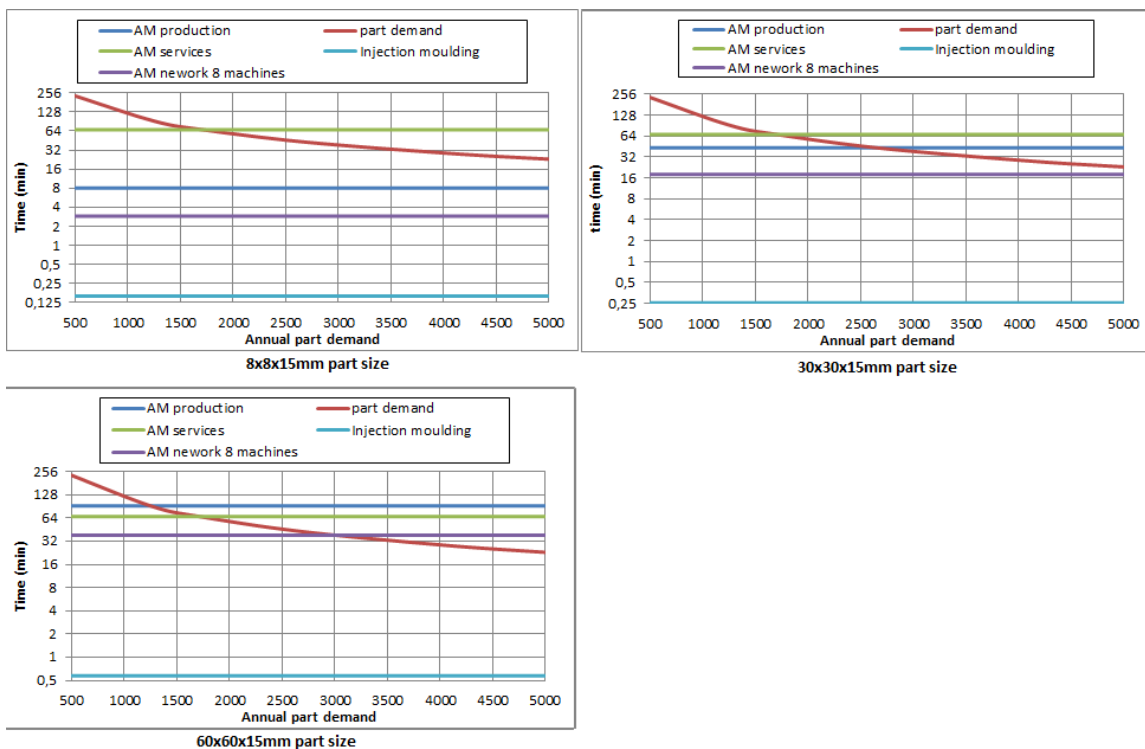 AM production part demand
AM services Injection moulding
AM nework 8 machines
256
128
64
32
16
8
4
2
1
0,5
0,25
0,125
Time (min)
500 1000 1500 2000 2500 3000 3500 4000 4500 5000
Annual part demand
8x8x15mm part size
AM production part demand
AM services Injection moulding
AM nework 8 machines
256
128
64
32
16
8
4
2
1
0,5
0,25
time (min)
500 1000 1500 2000 2500 3000 3500 4000 4500 5000
Annual part demand
30x30x15mm part size
AM production part demand
AM services Injection moulding
AM nework 8 machines
256
128
64
32
16
8
4
2
1
0,5
Time (min)
500 1000 1500 2000 2500 3000 3500 4000 4500 5000
Annual part demand
60x60x15mm part size